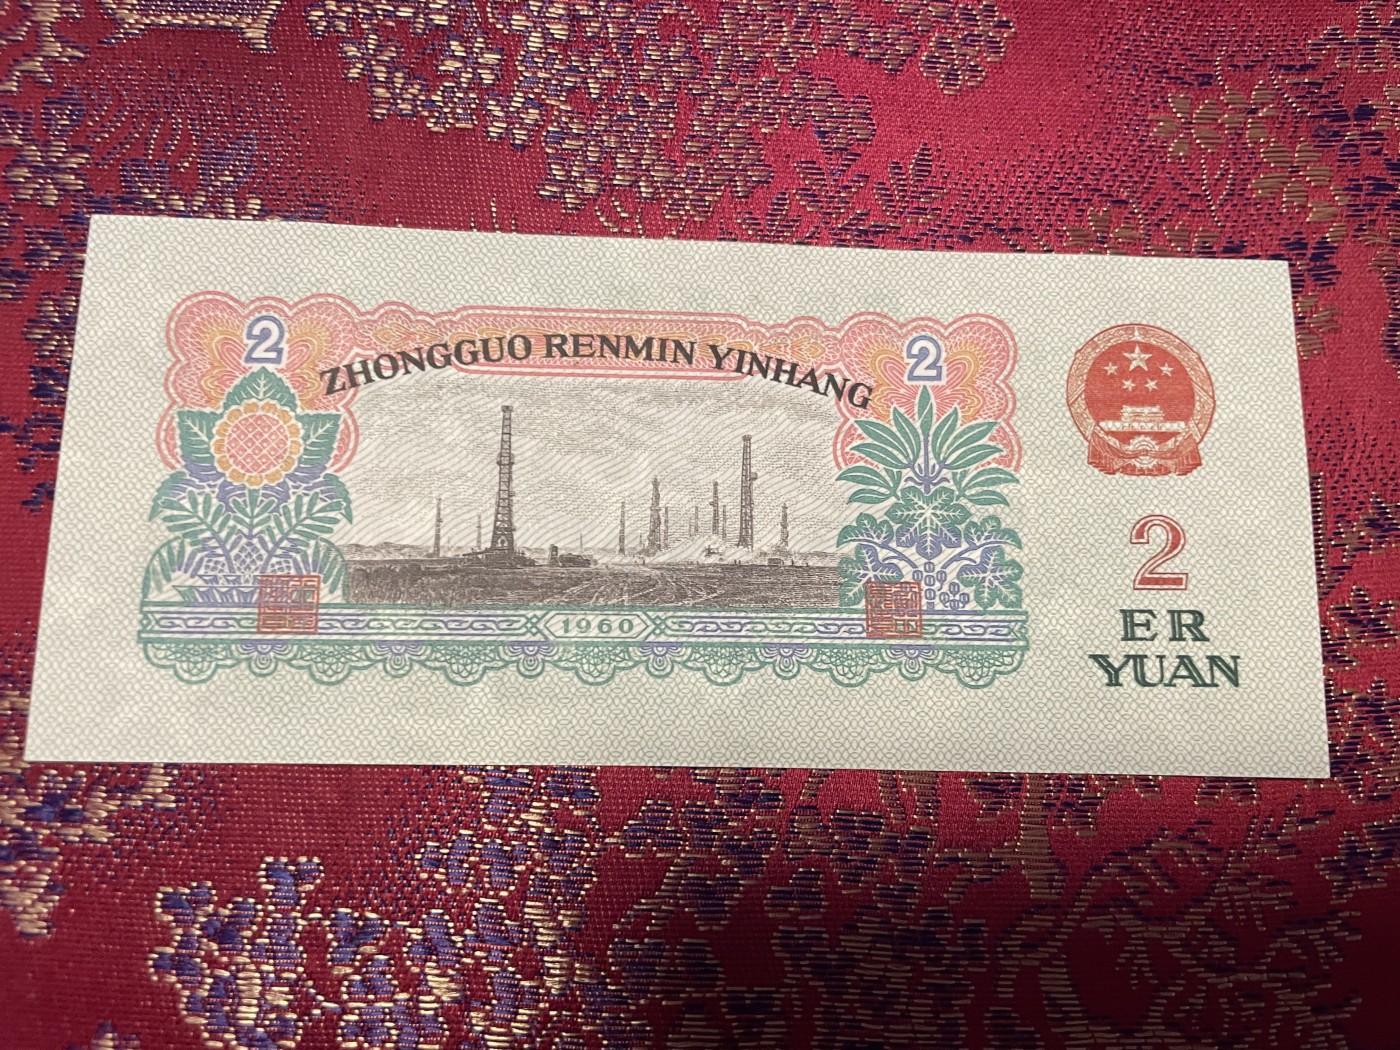 2
ZHONGGUO RENMIN YINHANG
2
1960
2
ER
YUAN